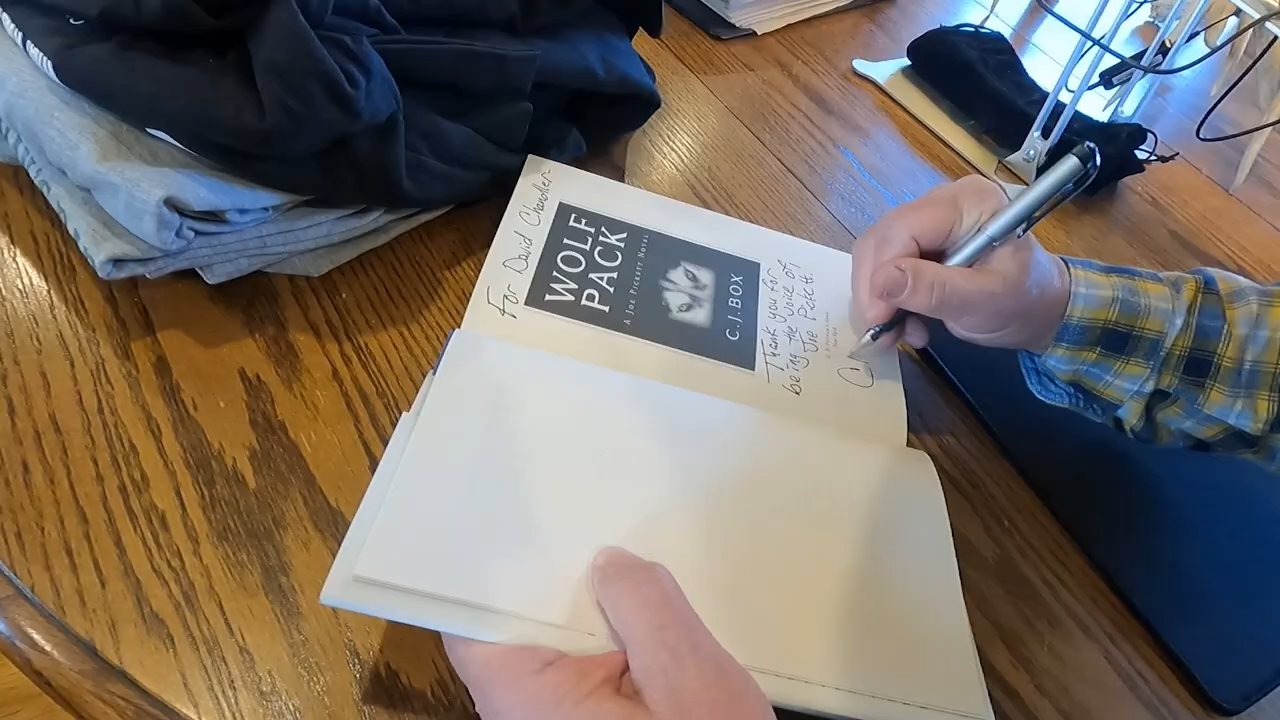 For David Chandler
WOLF
PACK
A JOE PICKETT NOVEL
C.J. BOX
Thank you for
being the voice of
Joe Pickett.
C